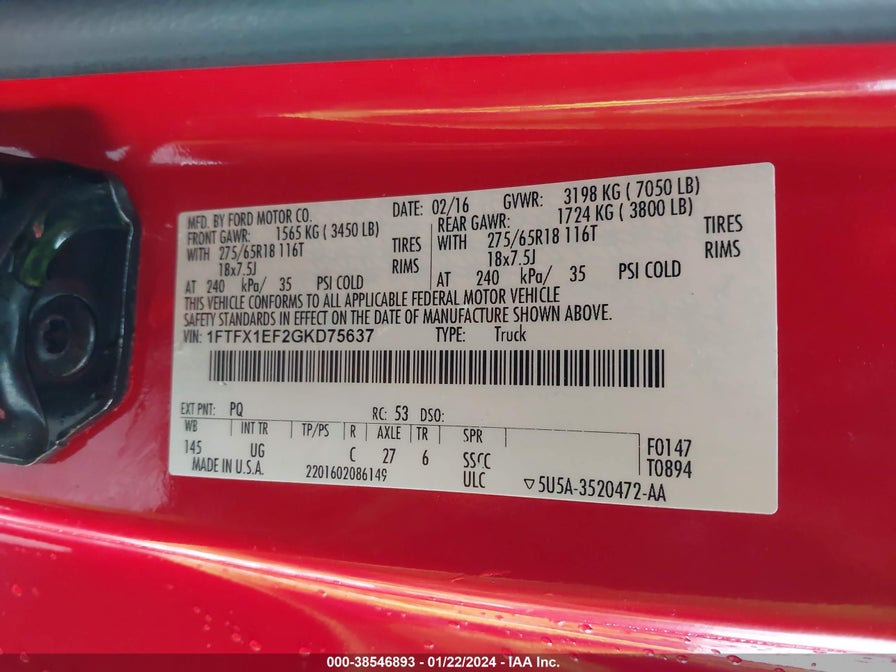 MFD. BY FORD MOTOR CO. DATE: 02/16 GVWR: 3198 KG ( 7050 LB)
FRONT GAWR: 1565 KG ( 3450 LB) REAR GAWR: 1724 KG ( 3800 LB)
WITH 275/65R18 116T TIRES WITH 275/65R18 116T TIRES
18x7.5J RIMS 18x7.5J RIMS
AT 240 kPa/ 35 PSI COLD AT 240 kPa/ 35 PSI COLD
THIS VEHICLE CONFORMS TO ALL APPLICABLE FEDERAL MOTOR VEHICLE
SAFETY STANDARDS IN EFFECT ON THE DATE OF MANUFACTURE SHOWN ABOVE.
VIN: 1FTFX1EF2GKD75637 TYPE: Truck
EXT PNT: PQ RC: 53 DSO:
WB INT TR TP/PS R AXLE TR SPR F0147
145 UG C 27 6 SSCC T0894
MADE IN U.S.A. 2201602086149 ULC ▽5U5A-3520472-AA
000-38546893 - 01/22/2024 - IAA Inc.